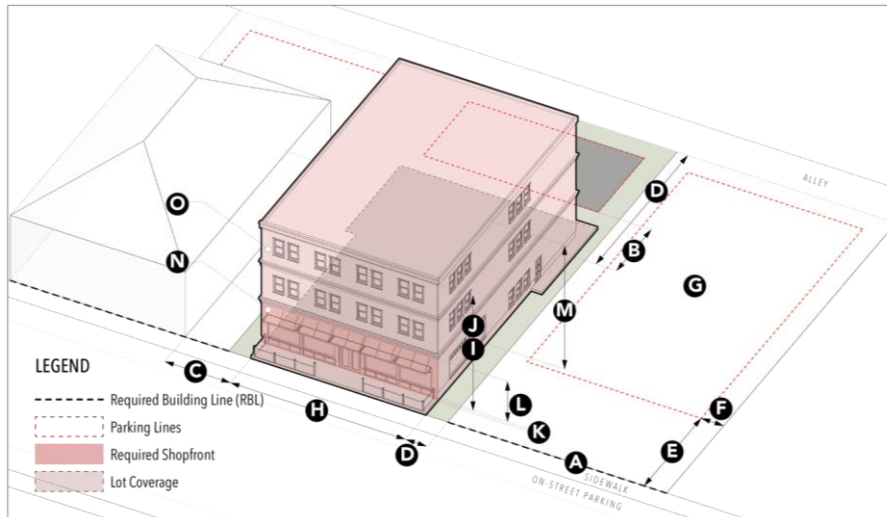 ALLEY
O
D
N
B
G
M
J
I
C
L
F
H
K
E
D
A
SIDEWALK
ON-STREET PARKING
LEGEND
Required Building Line (RBL)
Parking Lines
Required Shopfront
Lot Coverage